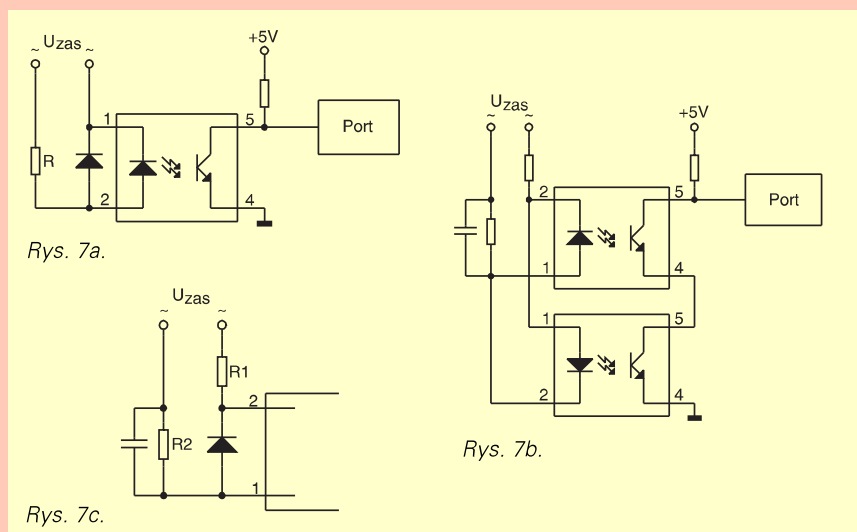 Uzas
~ ~
+5V
1
5
Port
R
2
4
Rys. 7a.
Uzas
~ ~
+5V
2
5
Port
1
4
1
5
2
4
Rys. 7b.
Uzas
~ ~
R1
2
R2
1
Rys. 7c.